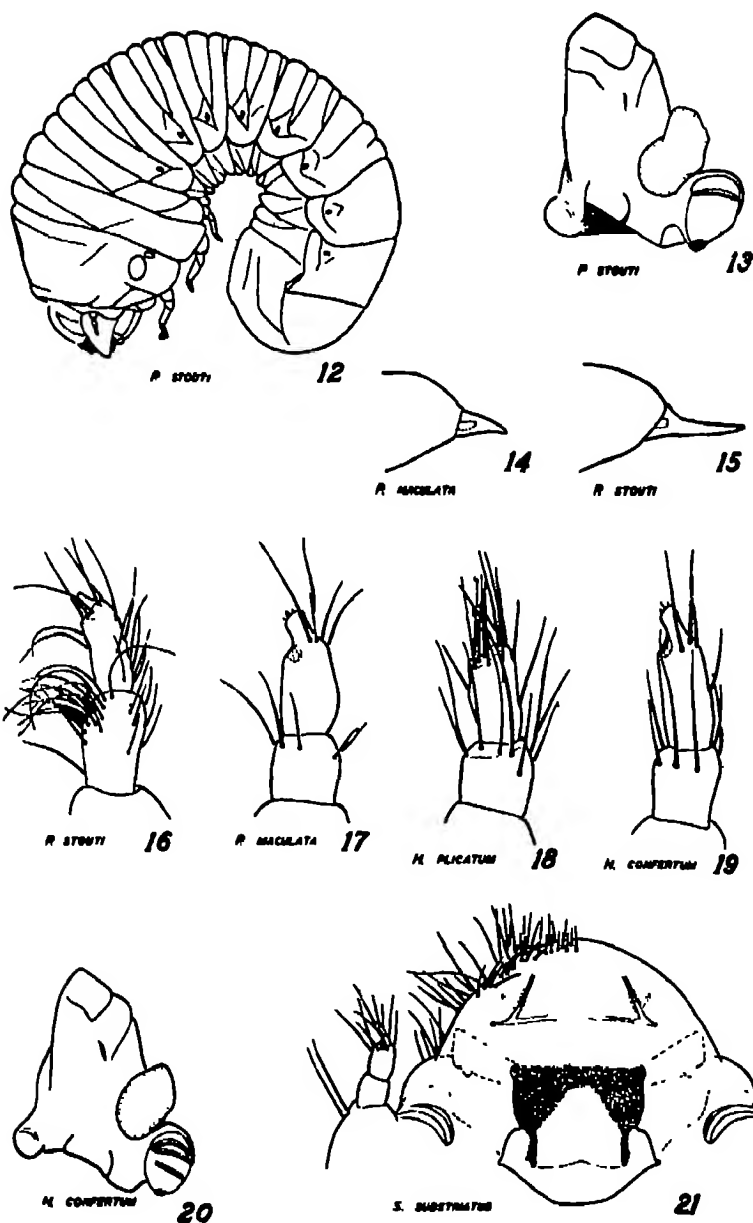 P. STOUTI 12
P. STOUTI 13
P. MACULATA 14
P. STOUTI 15
P. STOUTI 16
P. MACULATA 17
H. PLICATUM 18
H. CONFERTUM 19
H. CONFERTUM 20
S. SUBSTRIATUS 21